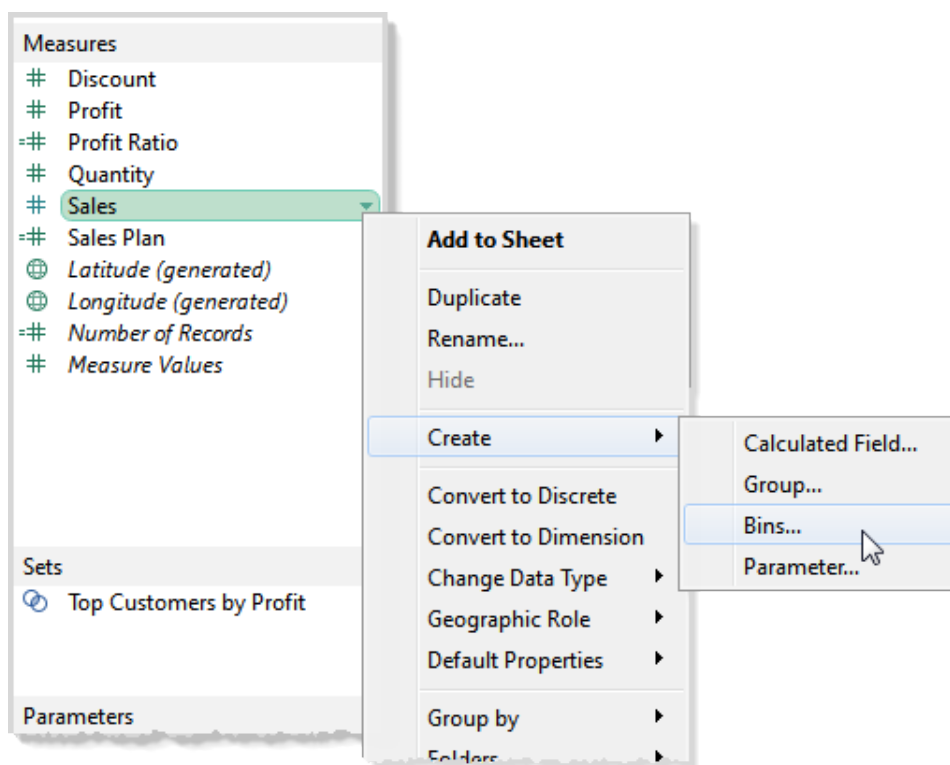 Measures
Discount
Profit
Profit Ratio
Quantity
Sales
Sales Plan
Latitude (generated)
Longitude (generated)
Number of Records
Measure Values
Sets
Top Customers by Profit
Parameters
Add to Sheet
Duplicate
Rename...
Hide
Create
Convert to Discrete
Convert to Dimension
Change Data Type
Geographic Role
Default Properties
Group by
Folders
Calculated Field...
Group...
Bins...
Parameter...